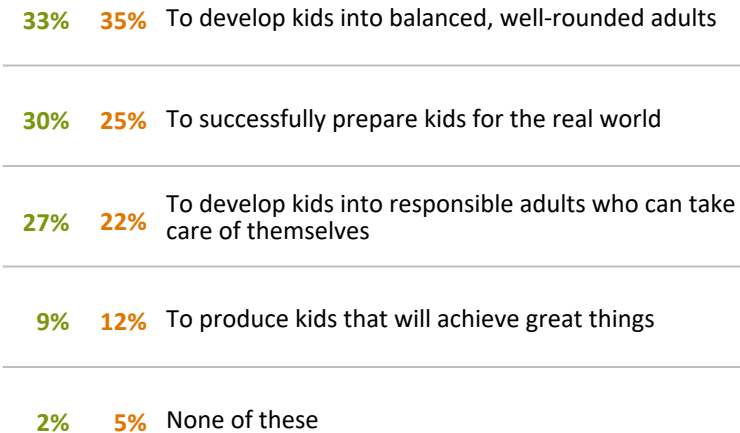 33% 35% To develop kids into balanced, well-rounded adults
30% 25% To successfully prepare kids for the real world
27% 22% To develop kids into responsible adults who can take
care of themselves
9% 12% To produce kids that will achieve great things
2% 5% None of these